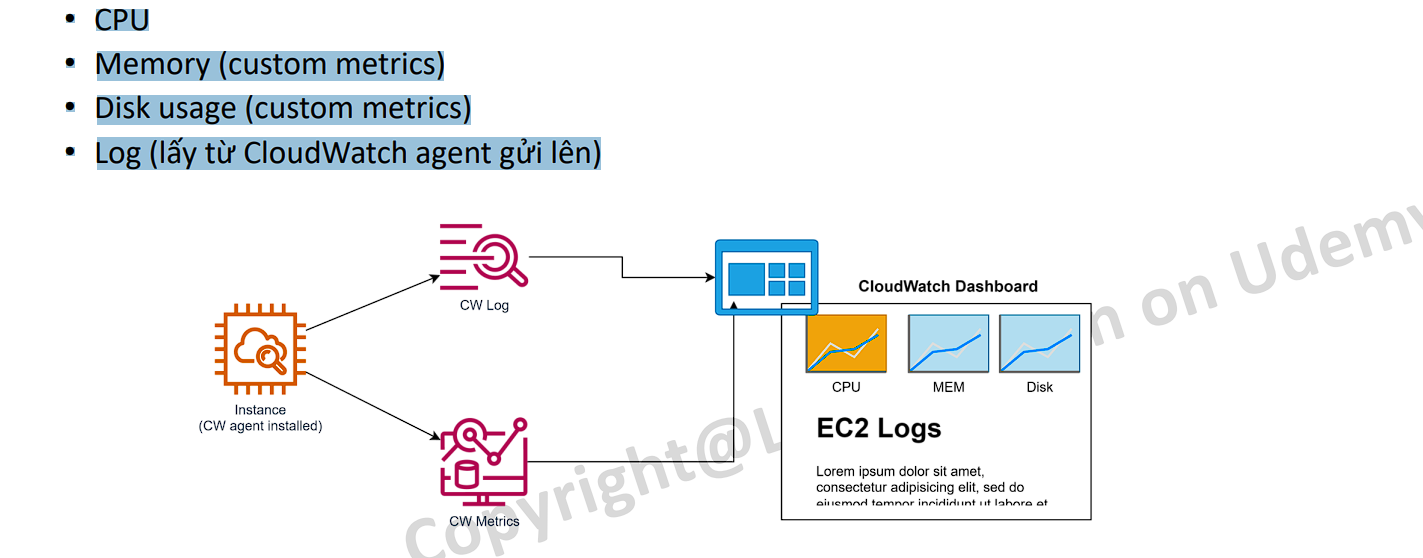 • CPU
• Memory (custom metrics)
• Disk usage (custom metrics)
• Log (lấy từ CloudWatch agent gửi lên)
CW Log
CloudWatch Dashboard
CPU
MEM
Disk
Instance
(CW agent installed)
EC2 Logs
Lorem ipsum dolor sit amet,
consectetur adipisicing elit, sed do
eiusmod tempor incididunt ut labore et
CW Metrics
Copyright@L n on Udemy